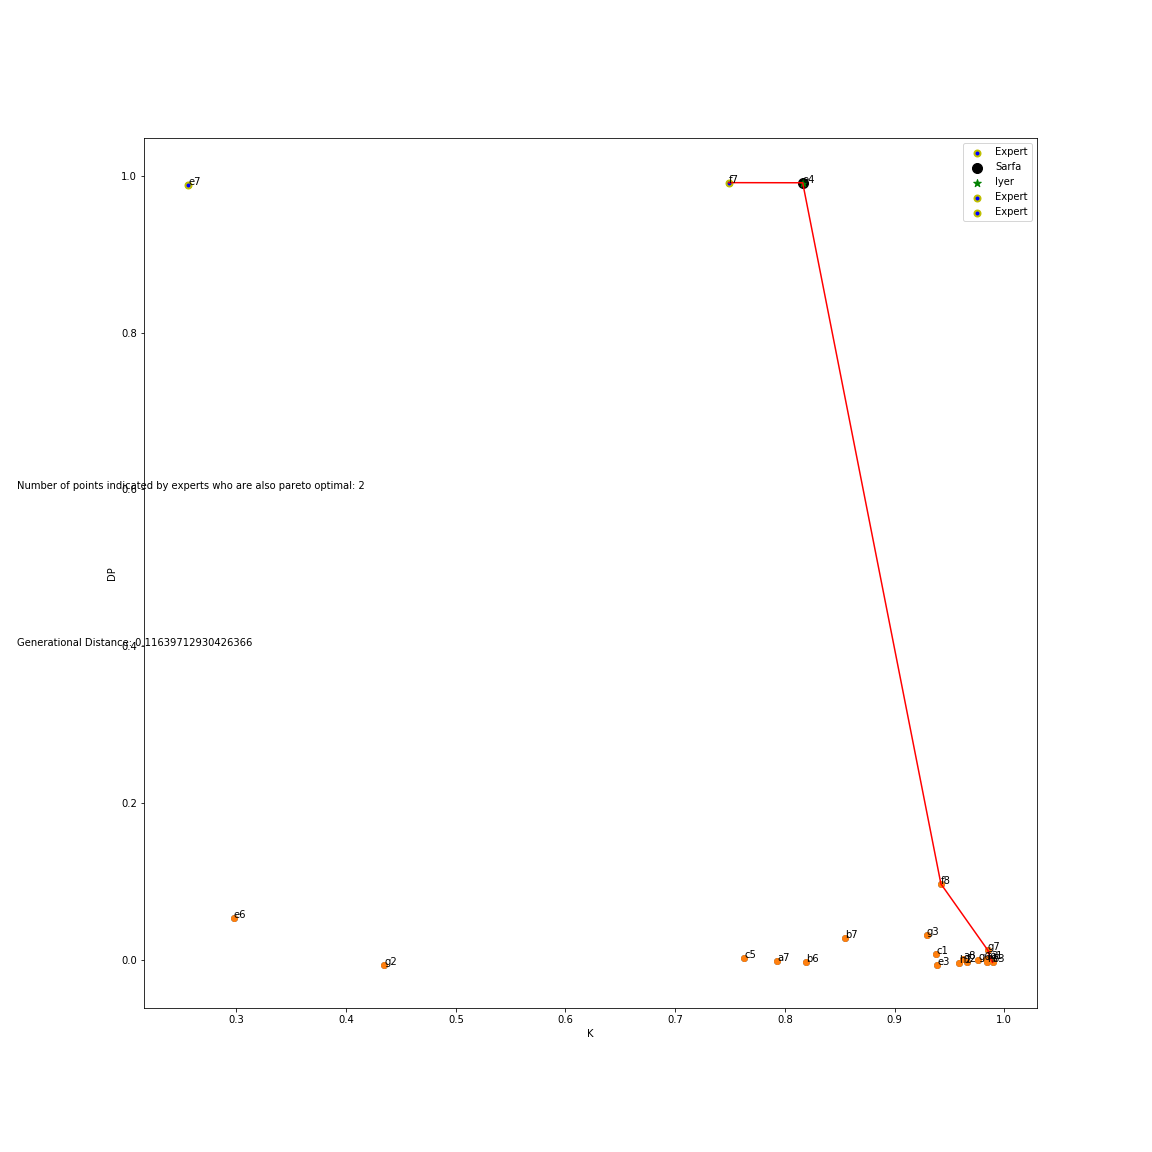 Expert
Sarfa
Iyer
Expert
Expert
1.0
e7
f7
e4
0.8
Number of points indicated by experts who are also pareto optimal: 2
0.6
DP
Generational Distance: 0.11639712930426366
0.4
0.2
f8
e6
b7
g3
g7
c1
c5
a7
b6
g2
e3
0.0
0.3
0.4
0.5
0.6
0.7
0.8
0.9
1.0
K